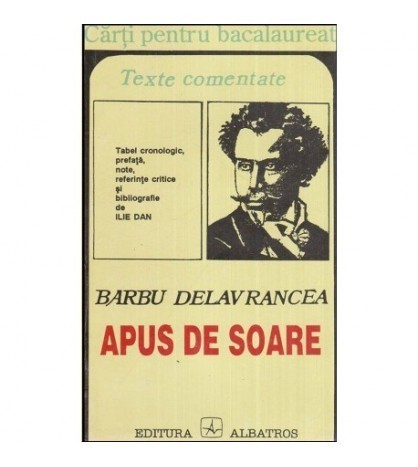 Cărți pentru bacalaureat
Texte comentate
Tabel cronologic,
prefață,
note,
referințe critice
și
bibliografie
de
ILIE DAN
BARBU DELAVRANCEA
APUS DE SOARE
EDITURA ALBATROS